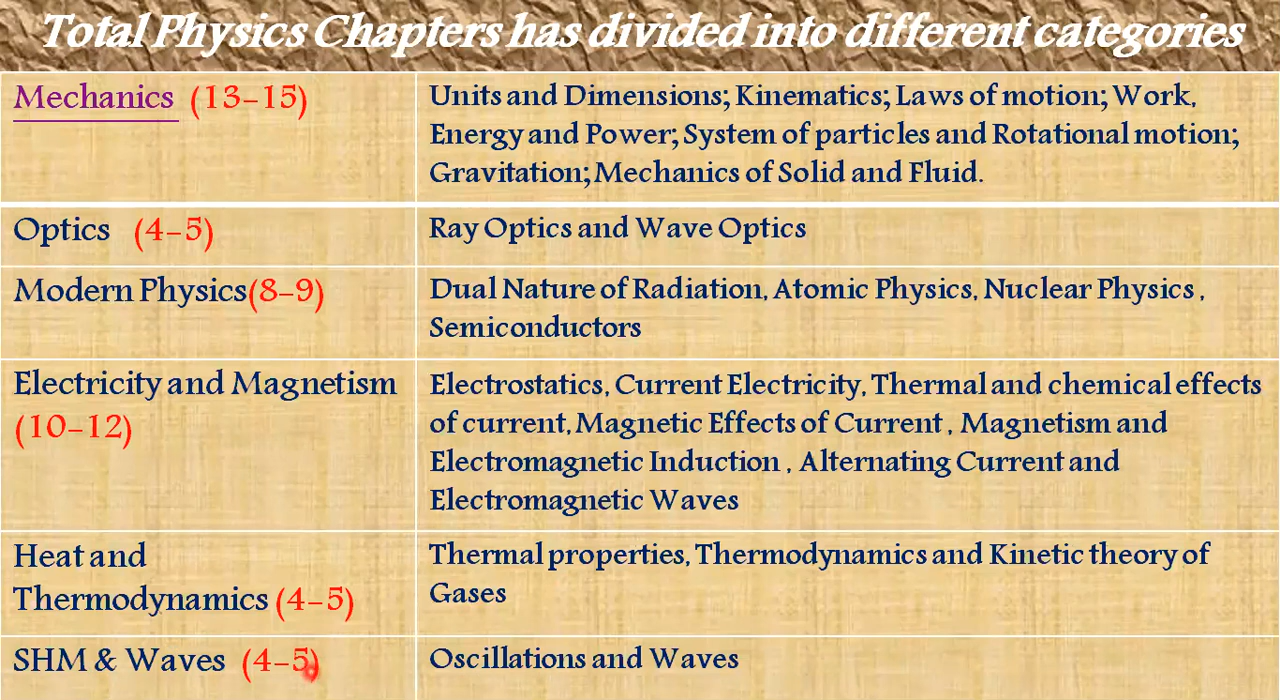 Total Physics Chapters has divided into different categories
Mechanics (13-15)
Units and Dimensions; Kinematics; Laws of motion; Work,
Energy and Power; System of particles and Rotational motion;
Gravitation; Mechanics of Solid and Fluid.
Optics (4-5)
Ray Optics and Wave Optics
Modern Physics(8-9)
Dual Nature of Radiation, Atomic Physics, Nuclear Physics ,
Semiconductors
Electricity and Magnetism
(10-12)
Electrostatics, Current Electricity, Thermal and chemical effects
of current, Magnetic Effects of Current , Magnetism and
Electromagnetic Induction , Alternating Current and
Electromagnetic Waves
Heat and
Thermodynamics (4-5)
Thermal properties, Thermodynamics and Kinetic theory of
Gases
SHM & Waves (4-5)
Oscillations and Waves